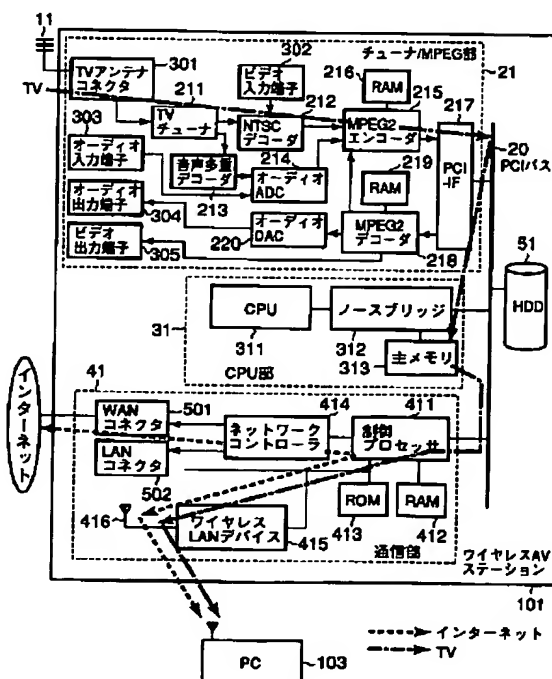 11
TV
301
TVアンテナ
コネクタ
302
ビデオ
入力端子
チューナ/MPEG部
21
211
TV
チューナ
212
NTSC
デコーダ
216
RAM
215
MPEG2
エンコーダ
217
PCI
-IF
20
PCIバス
303
オーディオ
入力端子
音声多重
デコーダ
213
214
オーディオ
ADC
219
RAM
オーディオ
出力端子
304
オーディオ
DAC
220
MPEG2
デコーダ
218
ビデオ
出力端子
305
51
HDD
31
CPU
311
ノースブリッジ
312
主メモリ
313
CPU部
インターネット
41
WAN
コネクタ
501
LAN
コネクタ
502
414
ネットワーク
コントローラ
411
制御
プロセッサ
ROM
413
RAM
412
416
ワイヤレス
LANデバイス
415
通信部
ワイヤレスAV
ステーション
101
インターネット
TV
PC
103